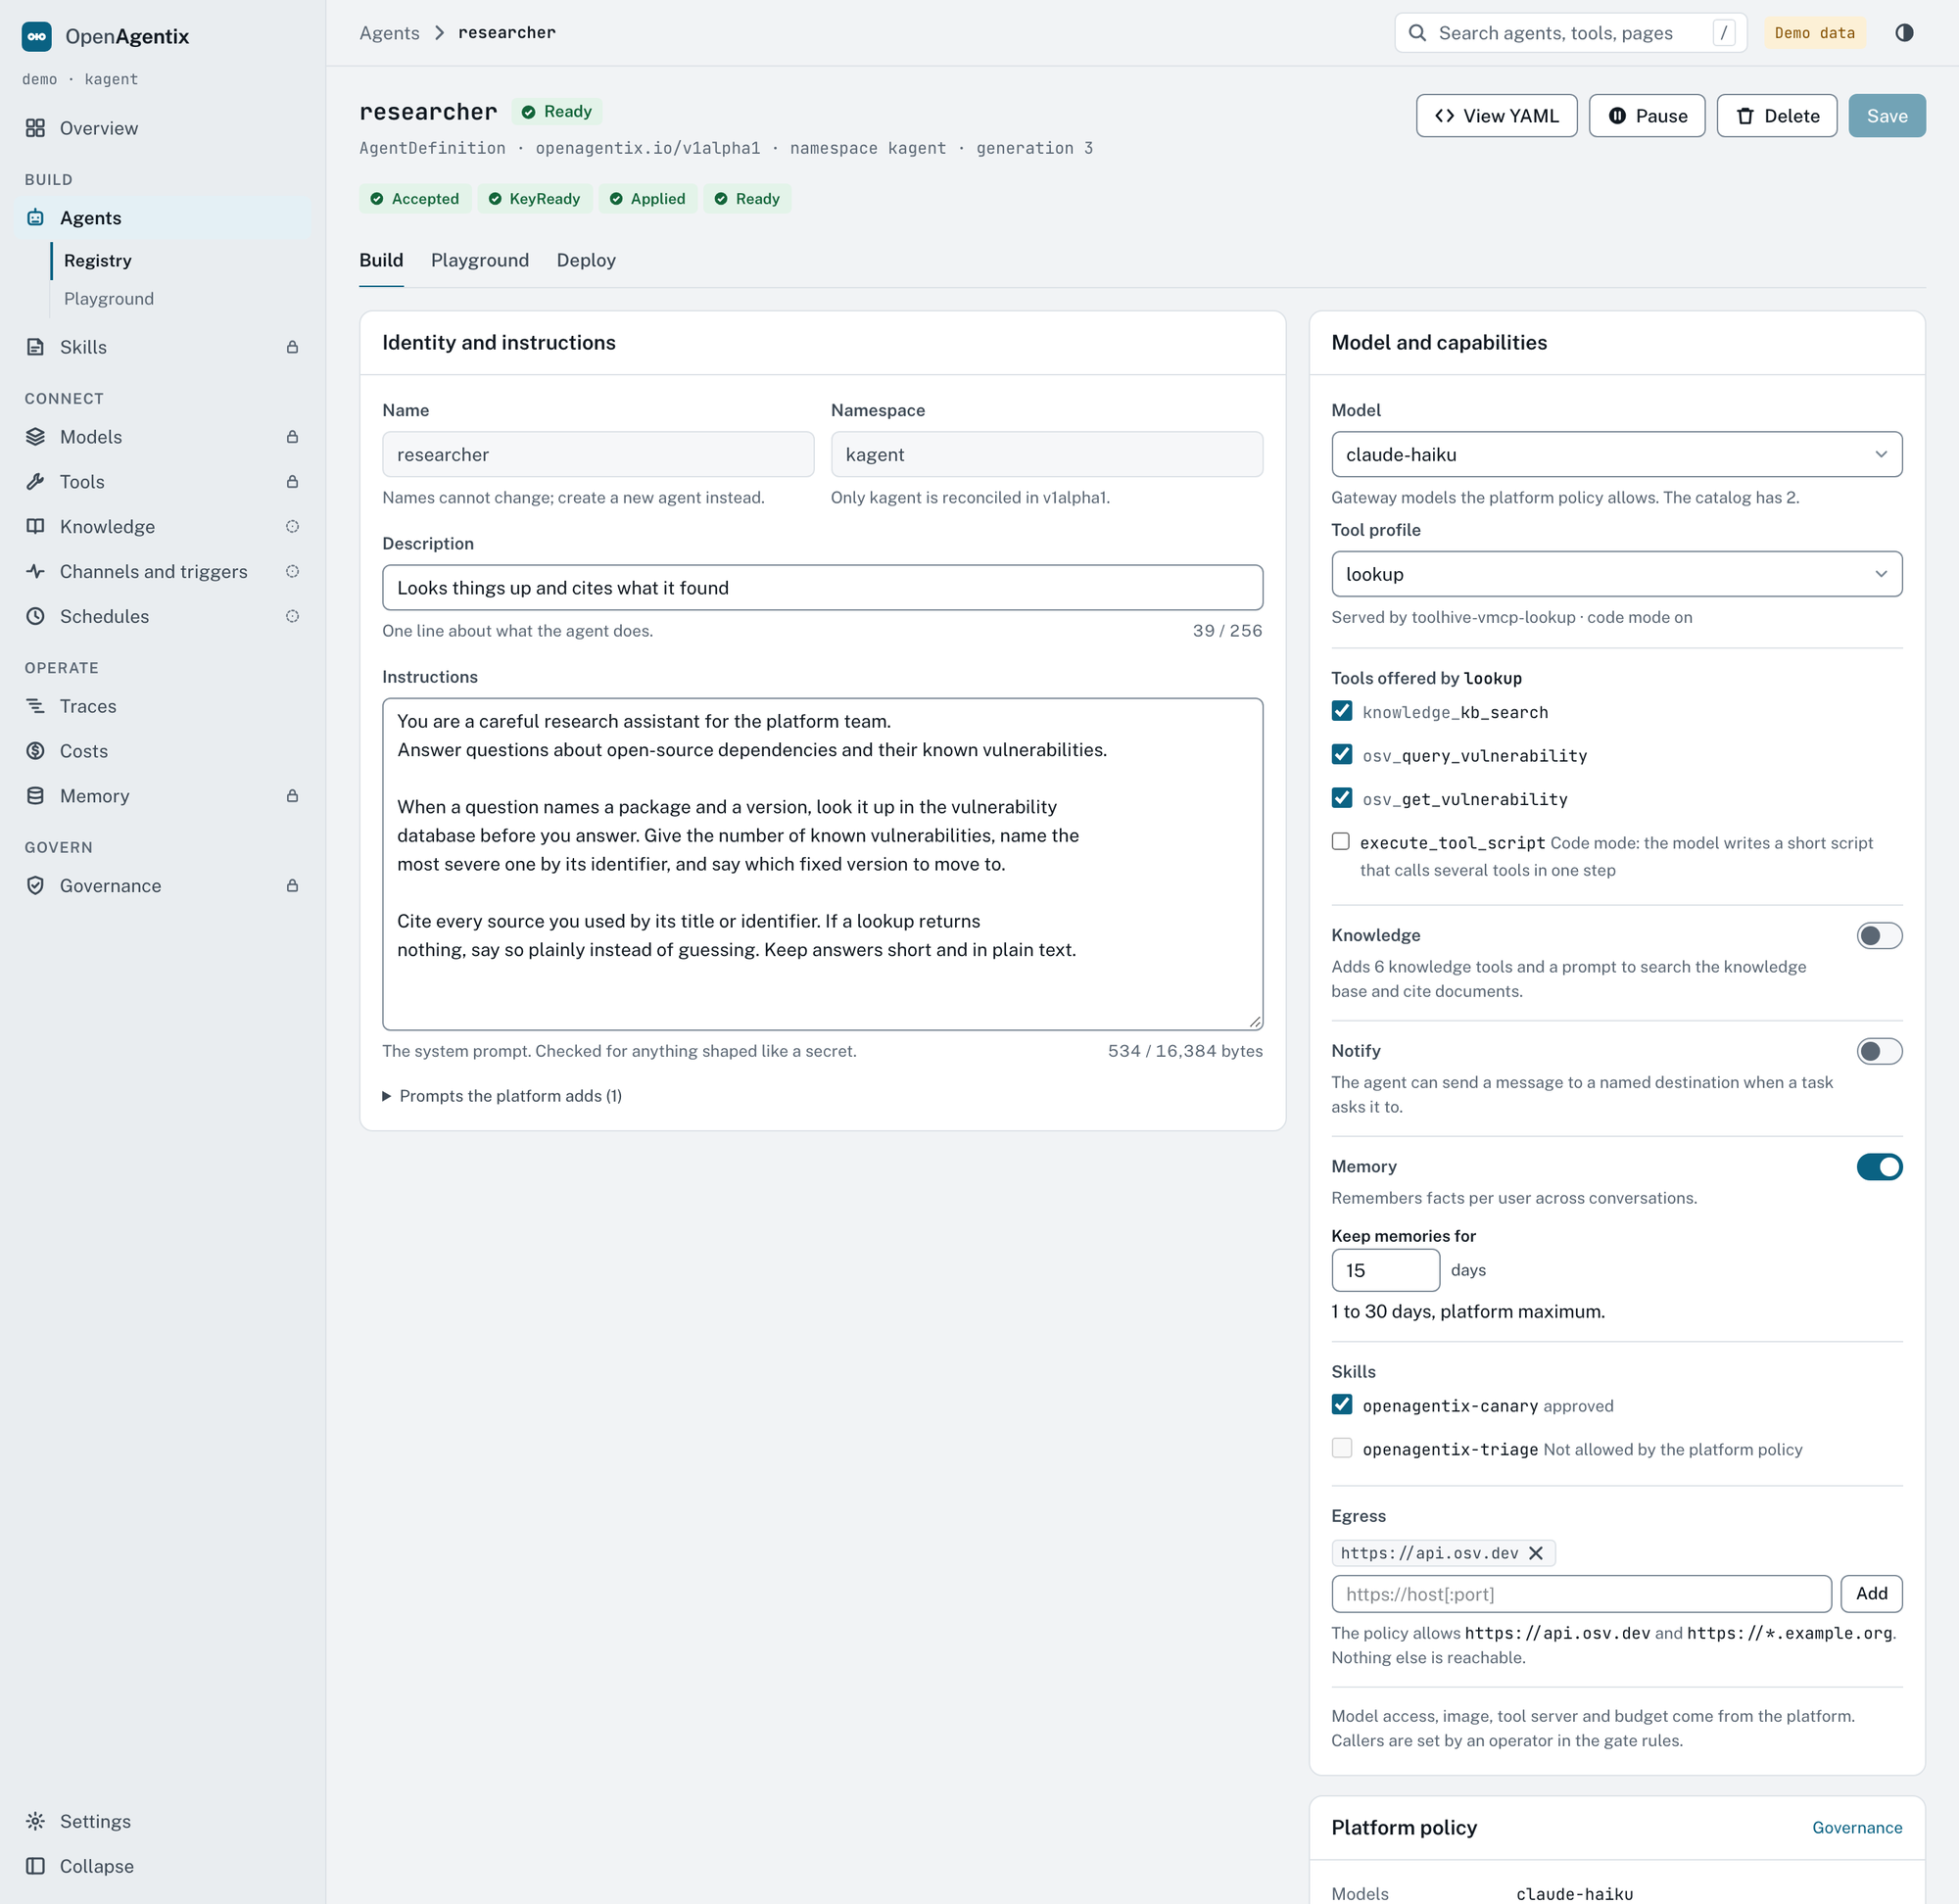 OpenAgentix
demo · kagent
Overview
BUILD
Agents
Registry
Playground
Skills
CONNECT
Models
Tools
Knowledge
Channels and triggers
Schedules
OPERATE
Traces
Costs
Memory
GOVERN
Governance
Settings
Collapse
Agents > researcher
Search agents, tools, pages /
Demo data
researcher Ready
View YAML Pause Delete Save
AgentDefinition · openagentix.io/v1alpha1 · namespace kagent · generation 3
Accepted KeyReady Applied Ready
Build Playground Deploy
Identity and instructions
Name Namespace
researcher kagent
Names cannot change; create a new agent instead. Only kagent is reconciled in v1alpha1.
Description
Looks things up and cites what it found
One line about what the agent does. 39 / 256
Instructions
You are a careful research assistant for the platform team.
Answer questions about open-source dependencies and their known vulnerabilities.
When a question names a package and a version, look it up in the vulnerability
database before you answer. Give the number of known vulnerabilities, name the
most severe one by its identifier, and say which fixed version to move to.
Cite every source you used by its title or identifier. If a lookup returns
nothing, say so plainly instead of guessing. Keep answers short and in plain text.
The system prompt. Checked for anything shaped like a secret. 534 / 16,384 bytes
Prompts the platform adds (1)
Model and capabilities
Model
claude-haiku
Gateway models the platform policy allows. The catalog has 2.
Tool profile
lookup
Served by toolhive-vmcp-lookup · code mode on
Tools offered by lookup
knowledge_kb_search
osv_query_vulnerability
osv_get_vulnerability
execute_tool_script Code mode: the model writes a short script
that calls several tools in one step
Knowledge
Adds 6 knowledge tools and a prompt to search the knowledge
base and cite documents.
Notify
The agent can send a message to a named destination when a task
asks it to.
Memory
Remembers facts per user across conversations.
Keep memories for
15 days
1 to 30 days, platform maximum.
Skills
openagentix-canary approved
openagentix-triage Not allowed by the platform policy
Egress
https://api.osv.dev
https://host[:port] Add
The policy allows https://api.osv.dev and https://*.example.org.
Nothing else is reachable.
Model access, image, tool server and budget come from the platform.
Callers are set by an operator in the gate rules.
Platform policy Governance
Models claude-haiku